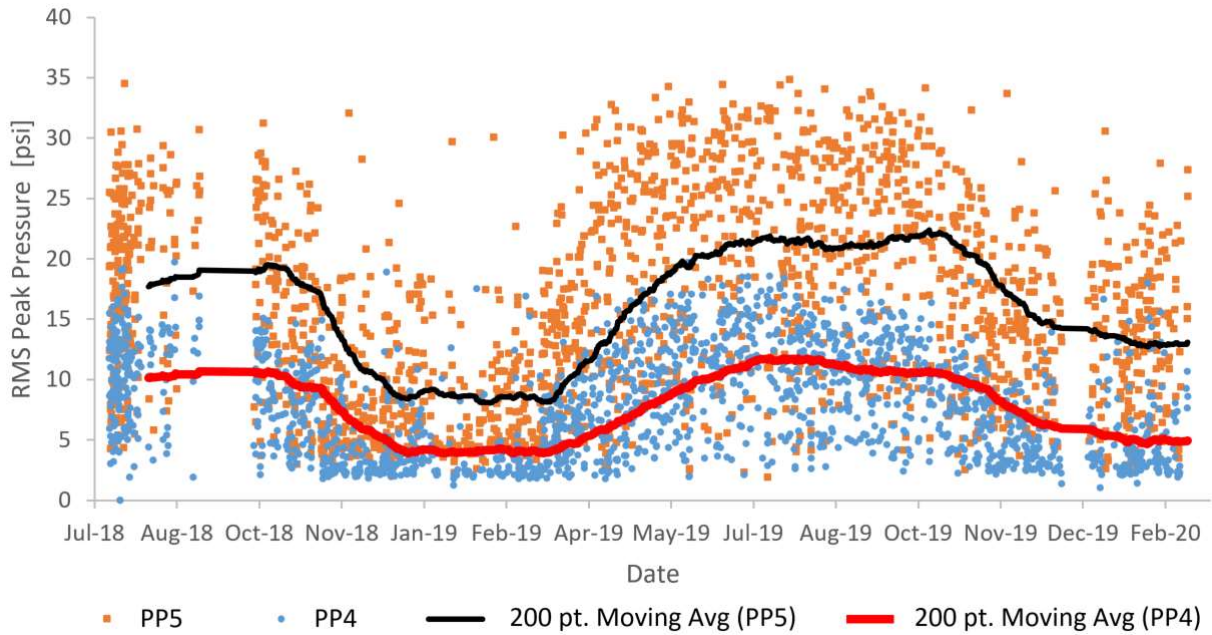 40
35
30
25
20
15
10
5
0
RMS Peak Pressure [psi]
Jul-18 Aug-18 Oct-18 Nov-18 Jan-19 Feb-19 Apr-19 May-19 Jul-19 Aug-19 Oct-19 Nov-19 Dec-19 Feb-20
Date
PP5 PP4 200 pt. Moving Avg (PP5) 200 pt. Moving Avg (PP4)